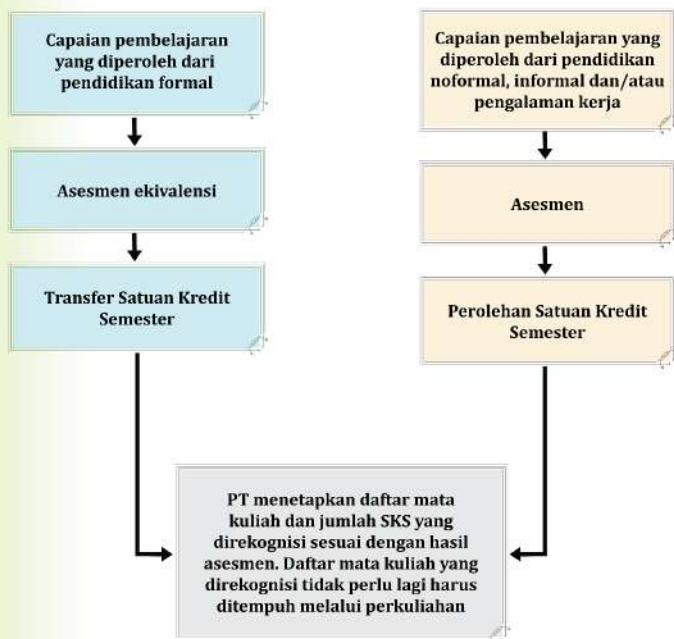 Capaian pembelajaran
yang diperoleh dari
pendidikan formal
Asesmen ekivalensi
Transfer Satuan Kredit
Semester
Capaian pembelajaran yang
diperoleh dari pendidikan
noformal, informal dan/atau
pengalaman kerja
Asesmen
Perolehan Satuan Kredit
Semester
PT menetapkan daftar mata
kuliah dan jumlah SKS yang
direkognisi sesuai dengan hasil
asesmen. Daftar mata kuliah yang
direkognisi tidak perlu lagi harus
ditempuh melalui perkuliahan